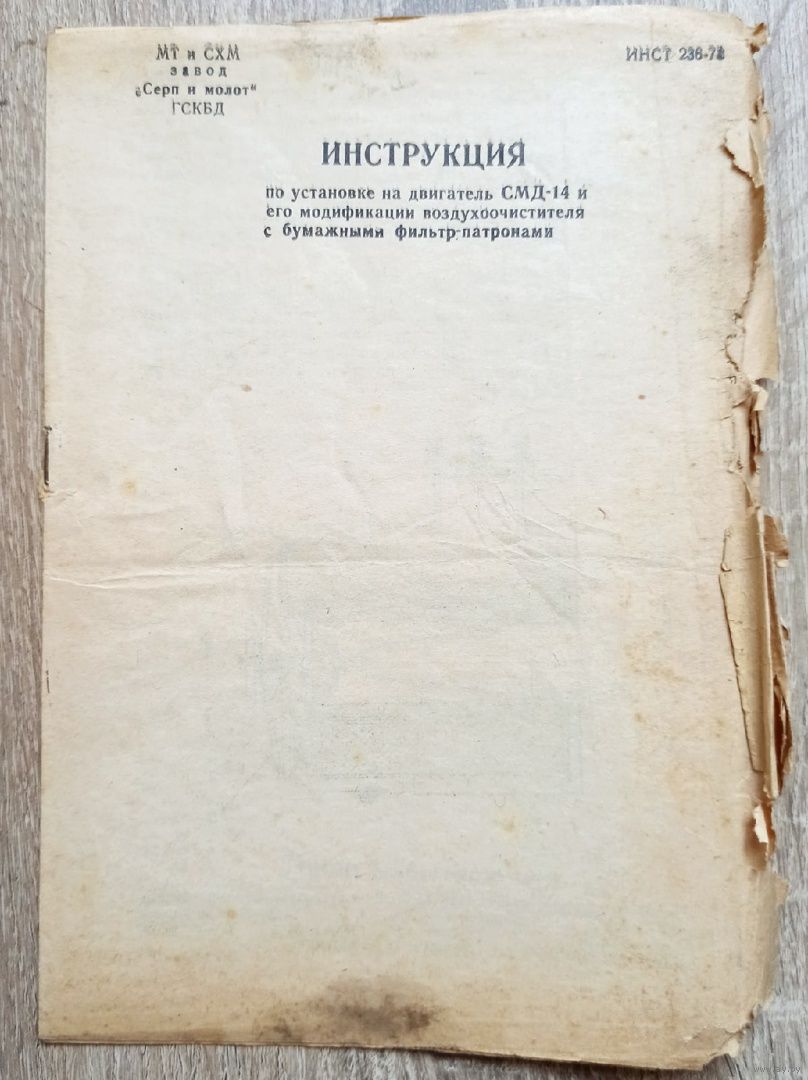 МТ и СХМ
завод
„Серп и молот“
ГСКБД
ИНСТ 236-73
ИНСТРУКЦИЯ
по установке на двигатель СМД-14 и
его модификации воздухоочистителя
с бумажными фильтр-патронами